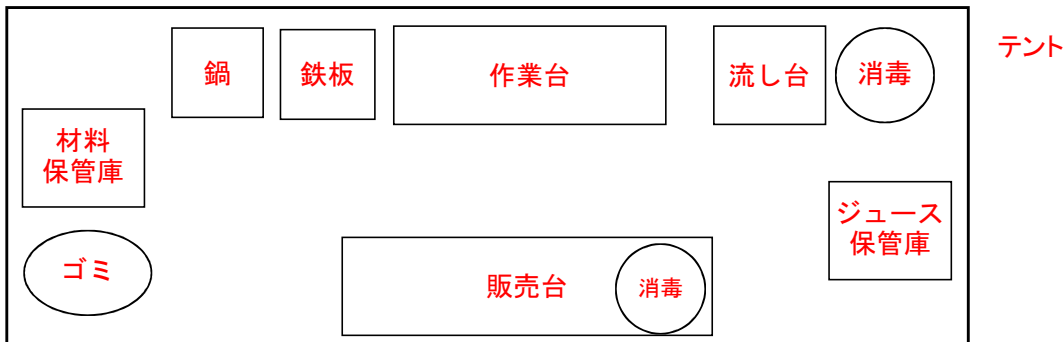 テント
鍋
鉄板
作業台
流し台
消毒
材料
保管庫
ジュース
保管庫
ゴミ
販売台
消毒